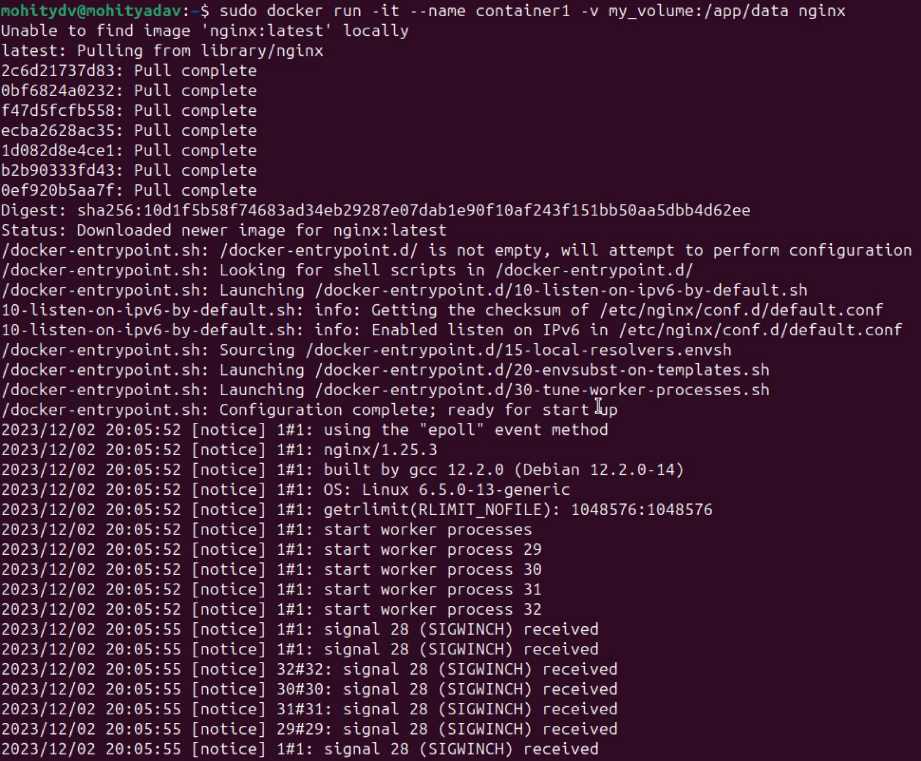 mohitydv@mohityadav:~$ sudo docker run -it --name container1 -v my_volume:/app/data nginx
Unable to find image 'nginx:latest' locally
latest: Pulling from library/nginx
2c6d21737d83: Pull complete
0bf6824a0232: Pull complete
f47d5fcfb558: Pull complete
ecba2628ac35: Pull complete
1d082d8e4ce1: Pull complete
b2b90333fd43: Pull complete
0ef920b5aa7f: Pull complete
Digest: sha256:10d1f5b58f74683ad34eb29287e07dab1e90f10af243f151bb50aa5dbb4d62ee
Status: Downloaded newer image for nginx:latest
/docker-entrypoint.sh: /docker-entrypoint.d/ is not empty, will attempt to perform configuration
/docker-entrypoint.sh: Looking for shell scripts in /docker-entrypoint.d/
/docker-entrypoint.sh: Launching /docker-entrypoint.d/10-listen-on-ipv6-by-default.sh
10-listen-on-ipv6-by-default.sh: info: Getting the checksum of /etc/nginx/conf.d/default.conf
10-listen-on-ipv6-by-default.sh: info: Enabled listen on IPv6 in /etc/nginx/conf.d/default.conf
/docker-entrypoint.sh: Sourcing /docker-entrypoint.d/15-local-resolvers.envsh
/docker-entrypoint.sh: Launching /docker-entrypoint.d/20-envsubst-on-templates.sh
/docker-entrypoint.sh: Launching /docker-entrypoint.d/30-tune-worker-processes.sh
/docker-entrypoint.sh: Configuration complete; ready for start up
2023/12/02 20:05:52 [notice] 1#1: using the "epoll" event method
2023/12/02 20:05:52 [notice] 1#1: nginx/1.25.3
2023/12/02 20:05:52 [notice] 1#1: built by gcc 12.2.0 (Debian 12.2.0-14)
2023/12/02 20:05:52 [notice] 1#1: OS: Linux 6.5.0-13-generic
2023/12/02 20:05:52 [notice] 1#1: getrlimit(RLIMIT_NOFILE): 1048576:1048576
2023/12/02 20:05:52 [notice] 1#1: start worker processes
2023/12/02 20:05:52 [notice] 1#1: start worker process 29
2023/12/02 20:05:52 [notice] 1#1: start worker process 30
2023/12/02 20:05:52 [notice] 1#1: start worker process 31
2023/12/02 20:05:52 [notice] 1#1: start worker process 32
2023/12/02 20:05:55 [notice] 1#1: signal 28 (SIGWINCH) received
2023/12/02 20:05:55 [notice] 1#1: signal 28 (SIGWINCH) received
2023/12/02 20:05:55 [notice] 32#32: signal 28 (SIGWINCH) received
2023/12/02 20:05:55 [notice] 30#30: signal 28 (SIGWINCH) received
2023/12/02 20:05:55 [notice] 31#31: signal 28 (SIGWINCH) received
2023/12/02 20:05:55 [notice] 29#29: signal 28 (SIGWINCH) received
2023/12/02 20:05:55 [notice] 1#1: signal 28 (SIGWINCH) received